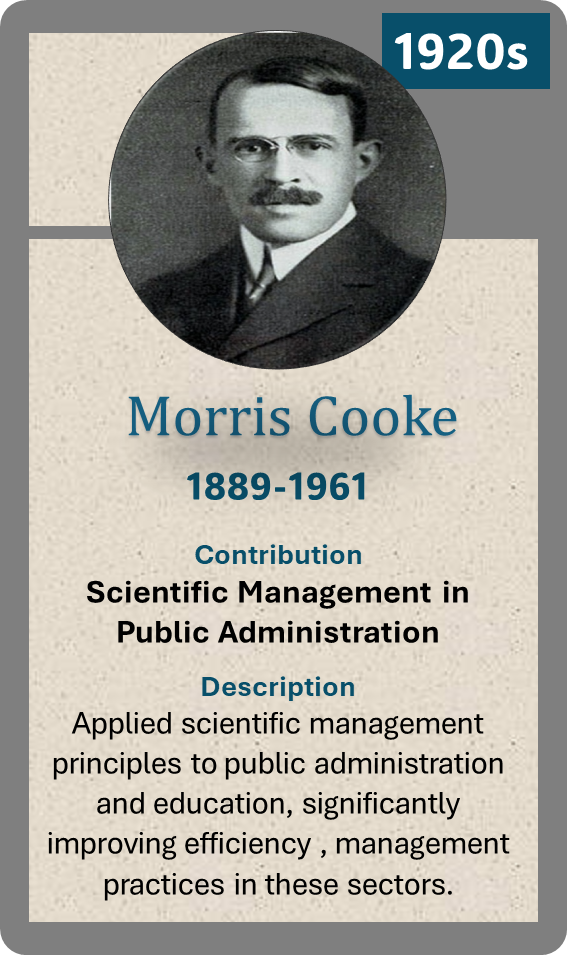 1920s
Morris Cooke
1889-1961
Contribution
Scientific Management in
Public Administration
Description
Applied scientific management
principles to public administration
and education, significantly
improving efficiency , management
practices in these sectors.